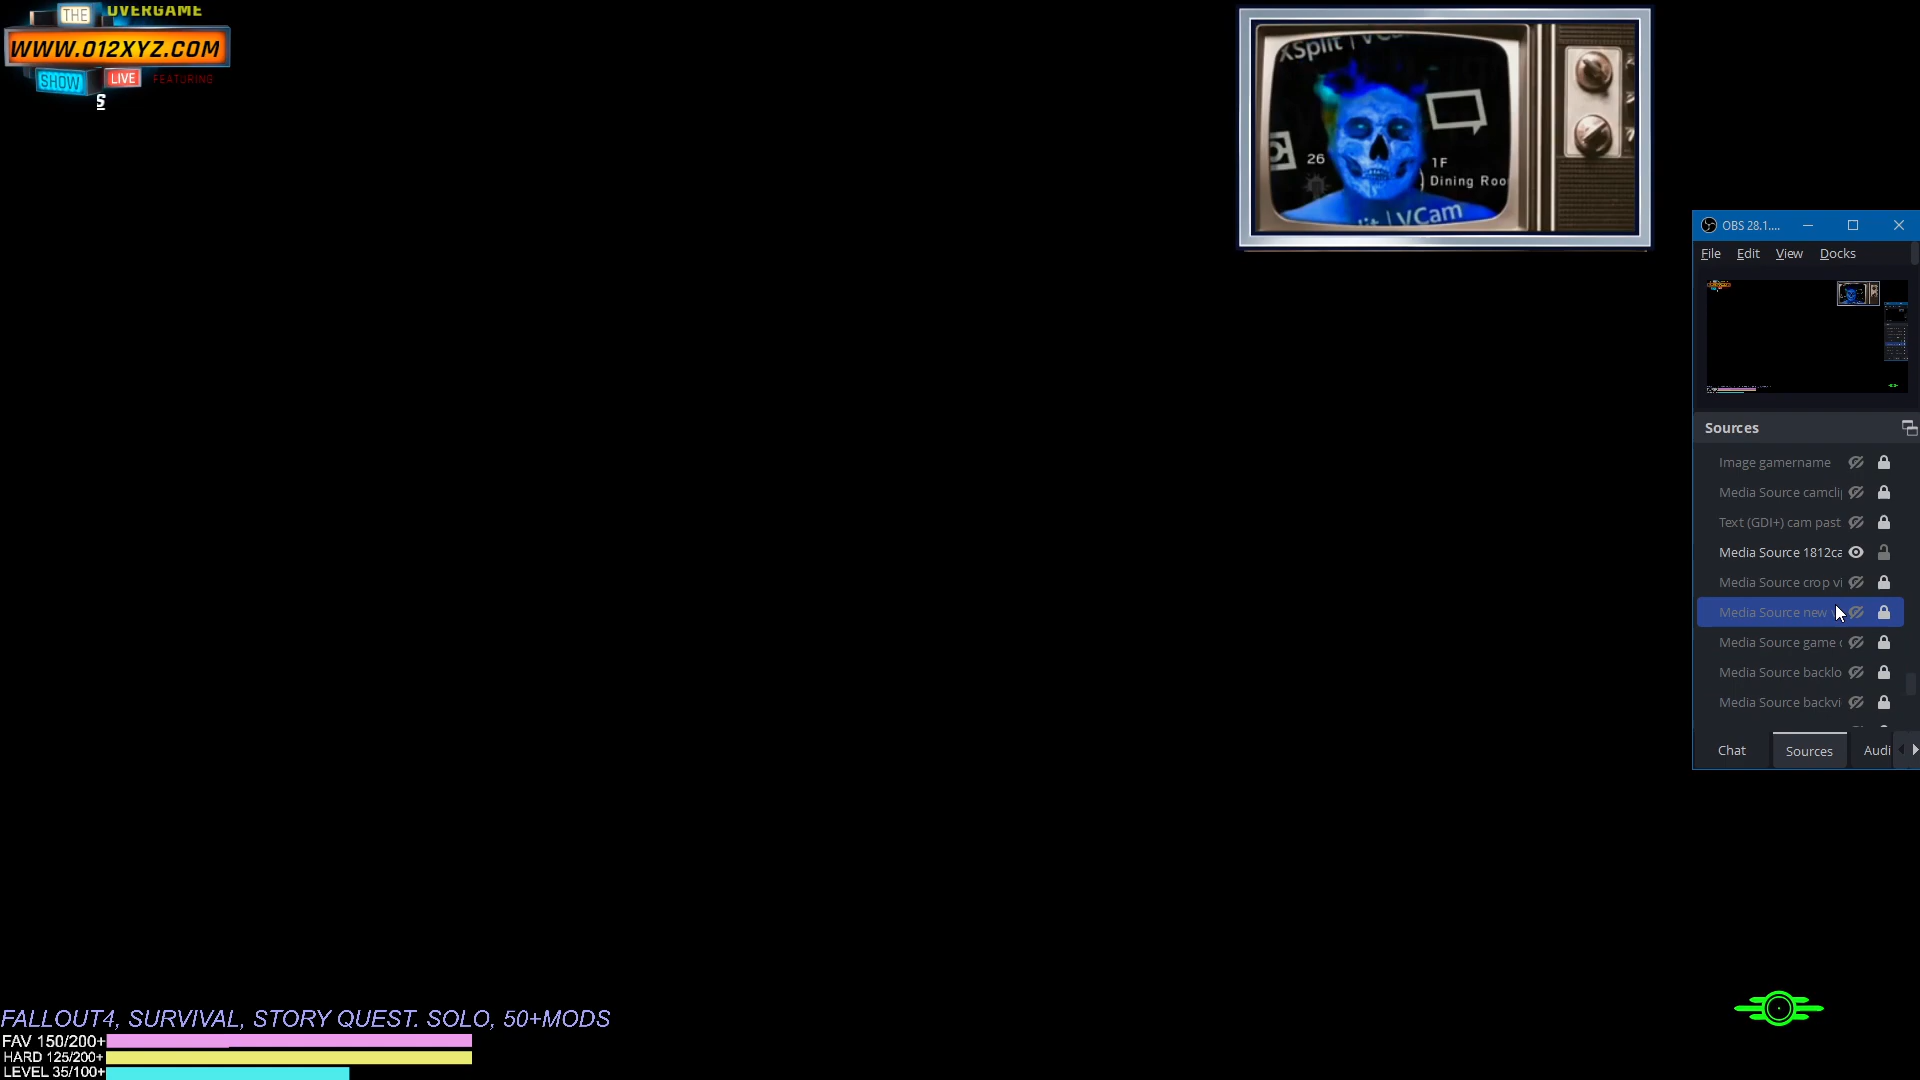 THE OVERGAME
WWW.012XYZ.COM
SHOW LIVE FEATURING
S
XSplit | VC
26
1F
Dining Roo
lit | VCam
OBS 28.1....
File Edit View Docks
Sources
Image gamername
Media Source camcli
Text (GDI+) cam past
Media Source 1812ca
Media Source crop vi
Media Source new
Media Source game
Media Source backlo
Media Source backvi
Chat Sources Audi
FALLOUT4, SURVIVAL, STORY QUEST. SOLO, 50+MODS
FAV 150/200+
HARD 125/200+
LEVEL 35/100+